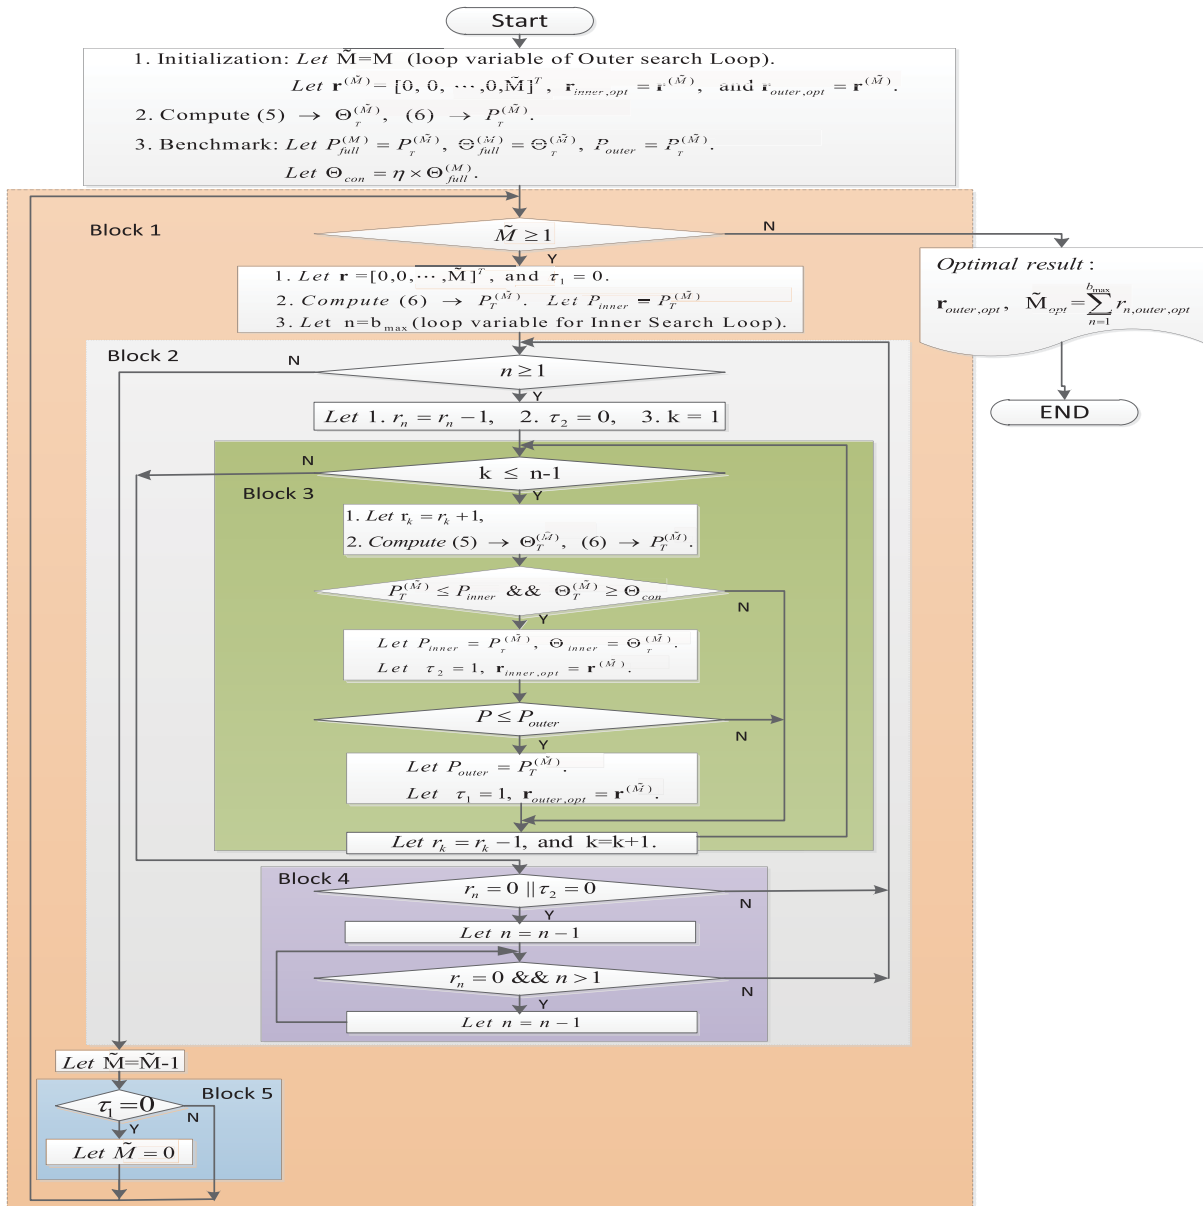 Start
1. Initialization: Let M̃=M (loop variable of Outer search Loop).
Let r^(M̃) = [0, 0, ⋯,0,M̃]^T, r_inner,opt = r^(M̃), and r_outer,opt = r^(M̃).
2. Compute (5) → Θ_T^(M̃), (6) → P_T^(M̃).
3. Benchmark: Let P_full^(M) = P_T^(M̃), Θ_full^(M) = Θ_T^(M̃), P_outer = P_T^(M̃).
Let Θ_con = η × Θ_full^(M).
Block 1
M̃ ≥1
N
Y
1. Let r =[0,0,⋯,M̃]^T, and τ_1 = 0.
2. Compute (6) → P_T^(M̃). Let P_inner = P_T^(M̃)
3. Let n=b_max (loop variable for Inner Search Loop).
Optimal result :
r_outer,opt, M̃_opt=∑_{n=1}^{b_max} r_n,outer,opt
END
Block 2
N
n ≥1
Y
Let 1. r_n = r_n −1, 2. τ_2 = 0, 3. k = 1
N
k ≤ n-1
Y
Block 3
1. Let r_k = r_k +1,
2. Compute (5) → Θ_T^(M̃), (6) → P_T^(M̃).
P_T^(M̃) ≤ P_inner && Θ_T^(M̃) ≥ Θ_con
N
Y
Let P_inner = P_T^(M̃), Θ_inner = Θ_T^(M̃).
Let τ_2 = 1, r_inner,opt = r^(M̃).
P ≤ P_outer
N
Y
Let P_outer = P_T^(M̃).
Let τ_1 = 1, r_outer,opt = r^(M̃).
Let r_k = r_k −1, and k=k+1.
Block 4
r_n = 0 || τ_2 = 0
N
Y
Let n = n −1
r_n = 0 && n > 1
N
Y
Let n = n −1
Let M̃=M̃-1
Block 5
τ_1 =0
N
Y
Let M̃ = 0